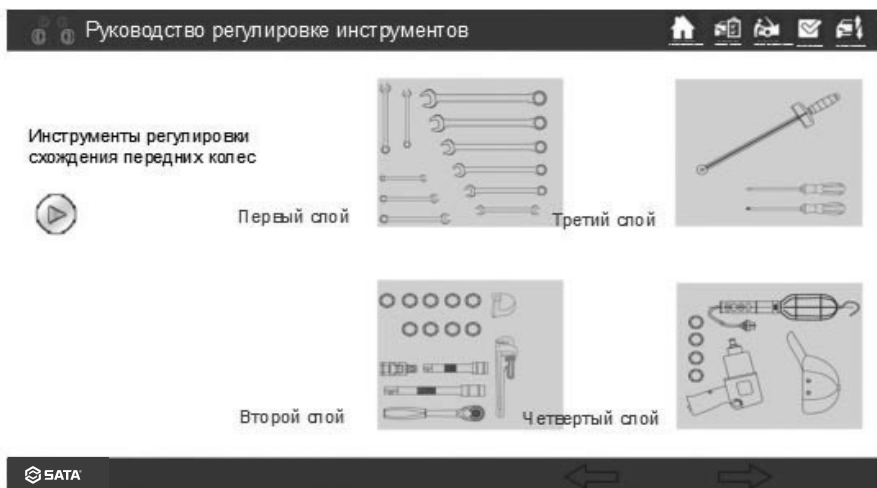 Руководство регулировке инструментов
Инструменты регулировки
схождения передних колес
Первый слой
Третий слой
Второй слой
Четвертый слой
SATA